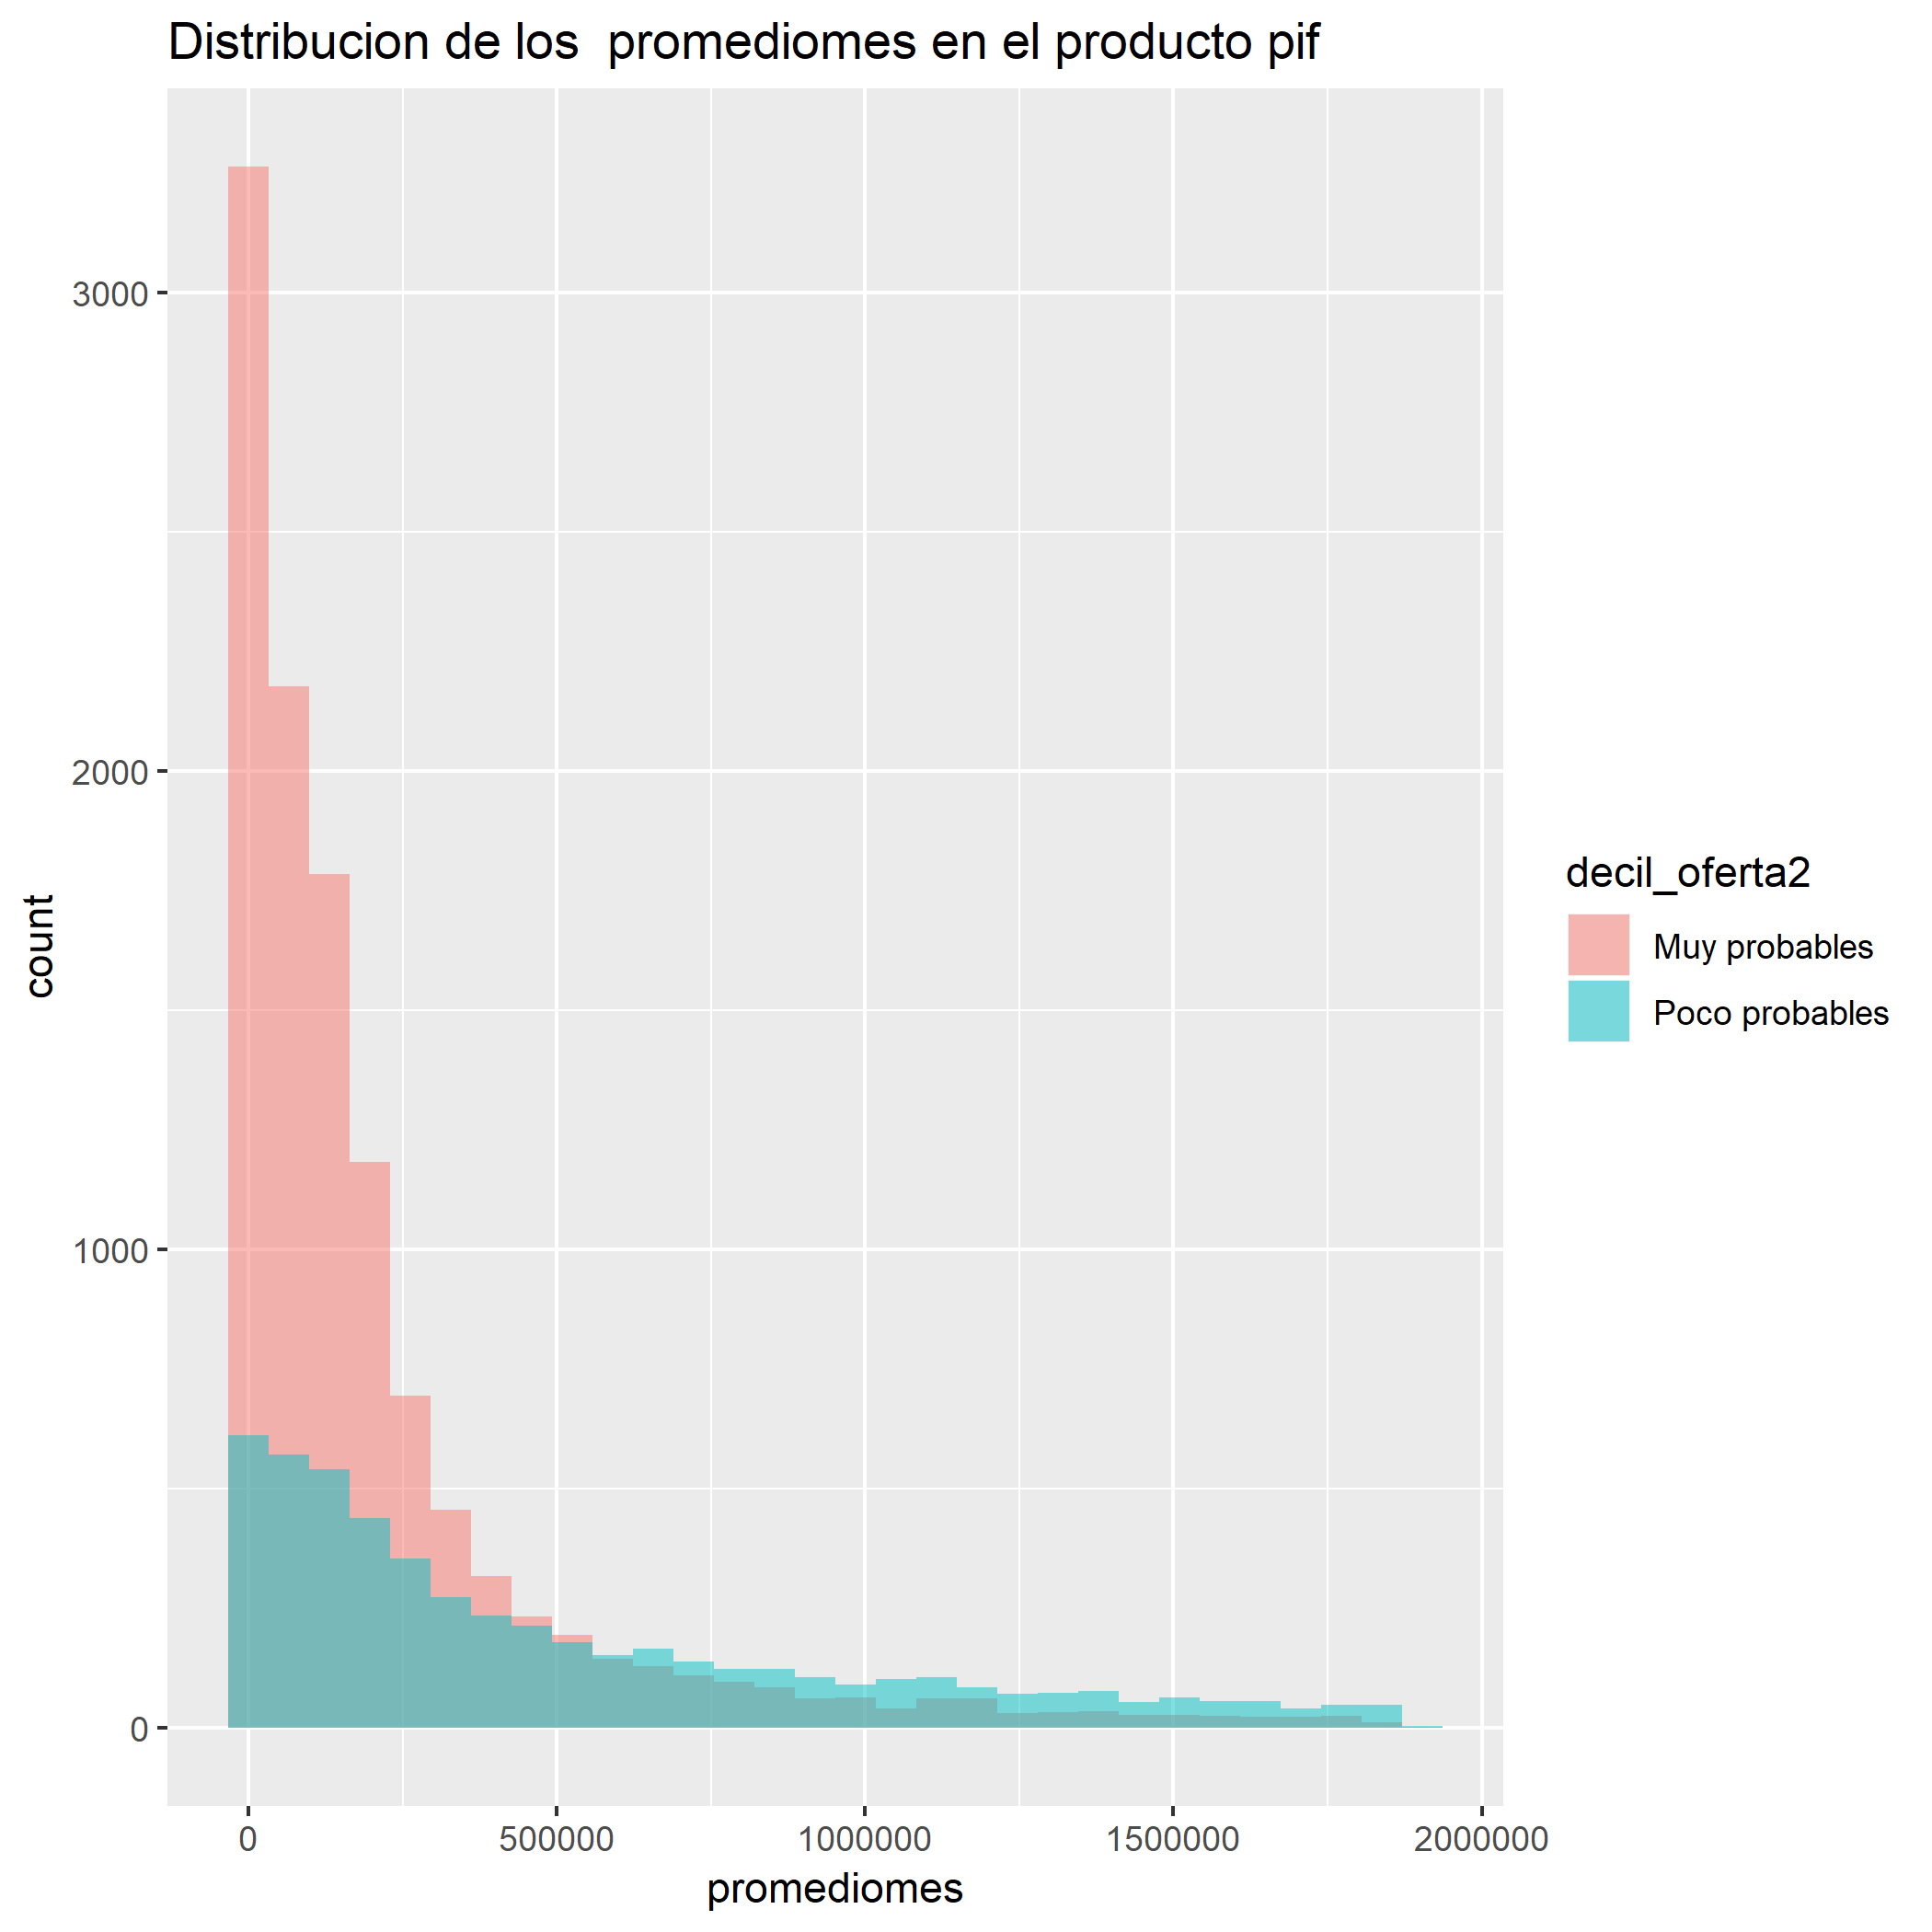 Distribucion de los  promediomes en el producto pif
3000
2000
1000
0
count
0
500000
1000000
1500000
2000000
promediomes
decil_oferta2
Muy probables
Poco probables